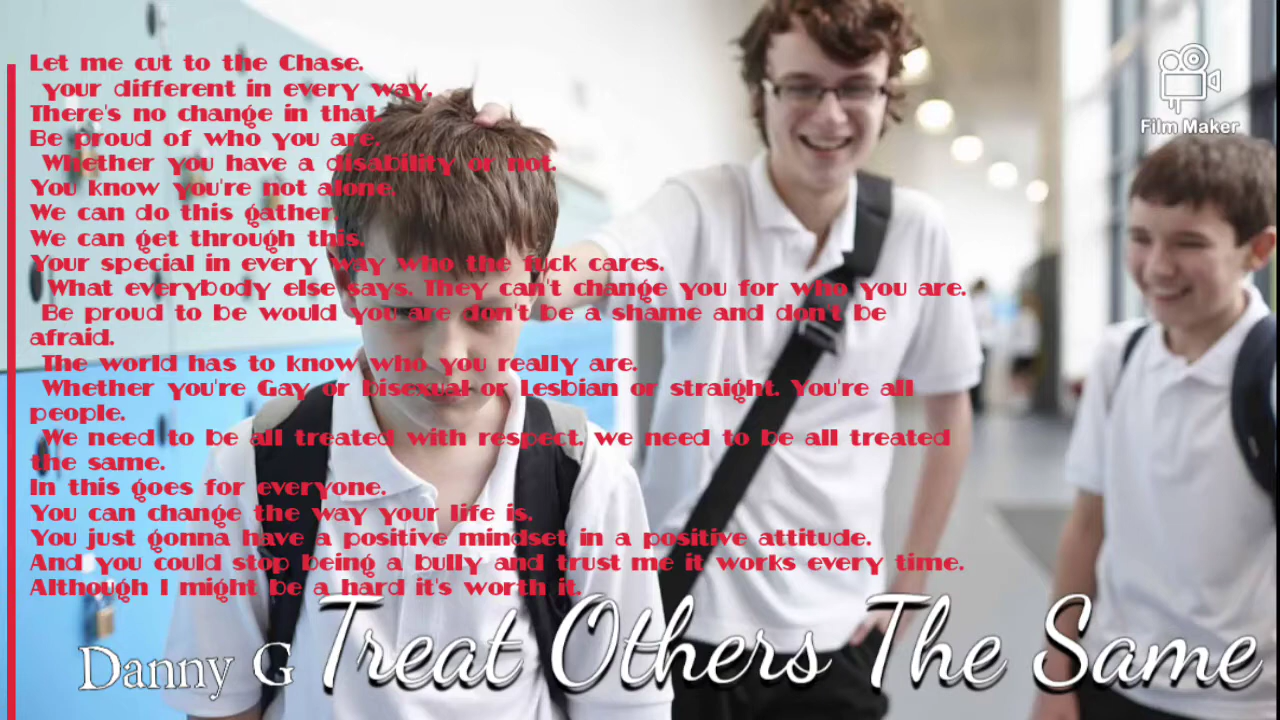 Let me cut to the Chase.
your different in every way.
There's no change in that.
Be proud of who you are.
Whether you have a disability or not.
You know you're not alone.
We can do this gather.
We can get through this.
Your special in every way who the fuck cares.
What everybody else says. They can't change you for who you are.
Be proud to be would you are don't be a shame and don't be
afraid.
The world has to know who you really are.
Whether you're Gay or bisexual or Lesbian or straight. You're all
people.
We need to be all treated with respect. we need to be all treated
the same.
In this goes for everyone.
You can change the way your life is.
You just gonna have a positive mindset in a positive attitude.
And you could stop being a bully and trust me it works every time.
Although I might be a hard it's worth it.
Danny G Treat Others The Same
Film Maker